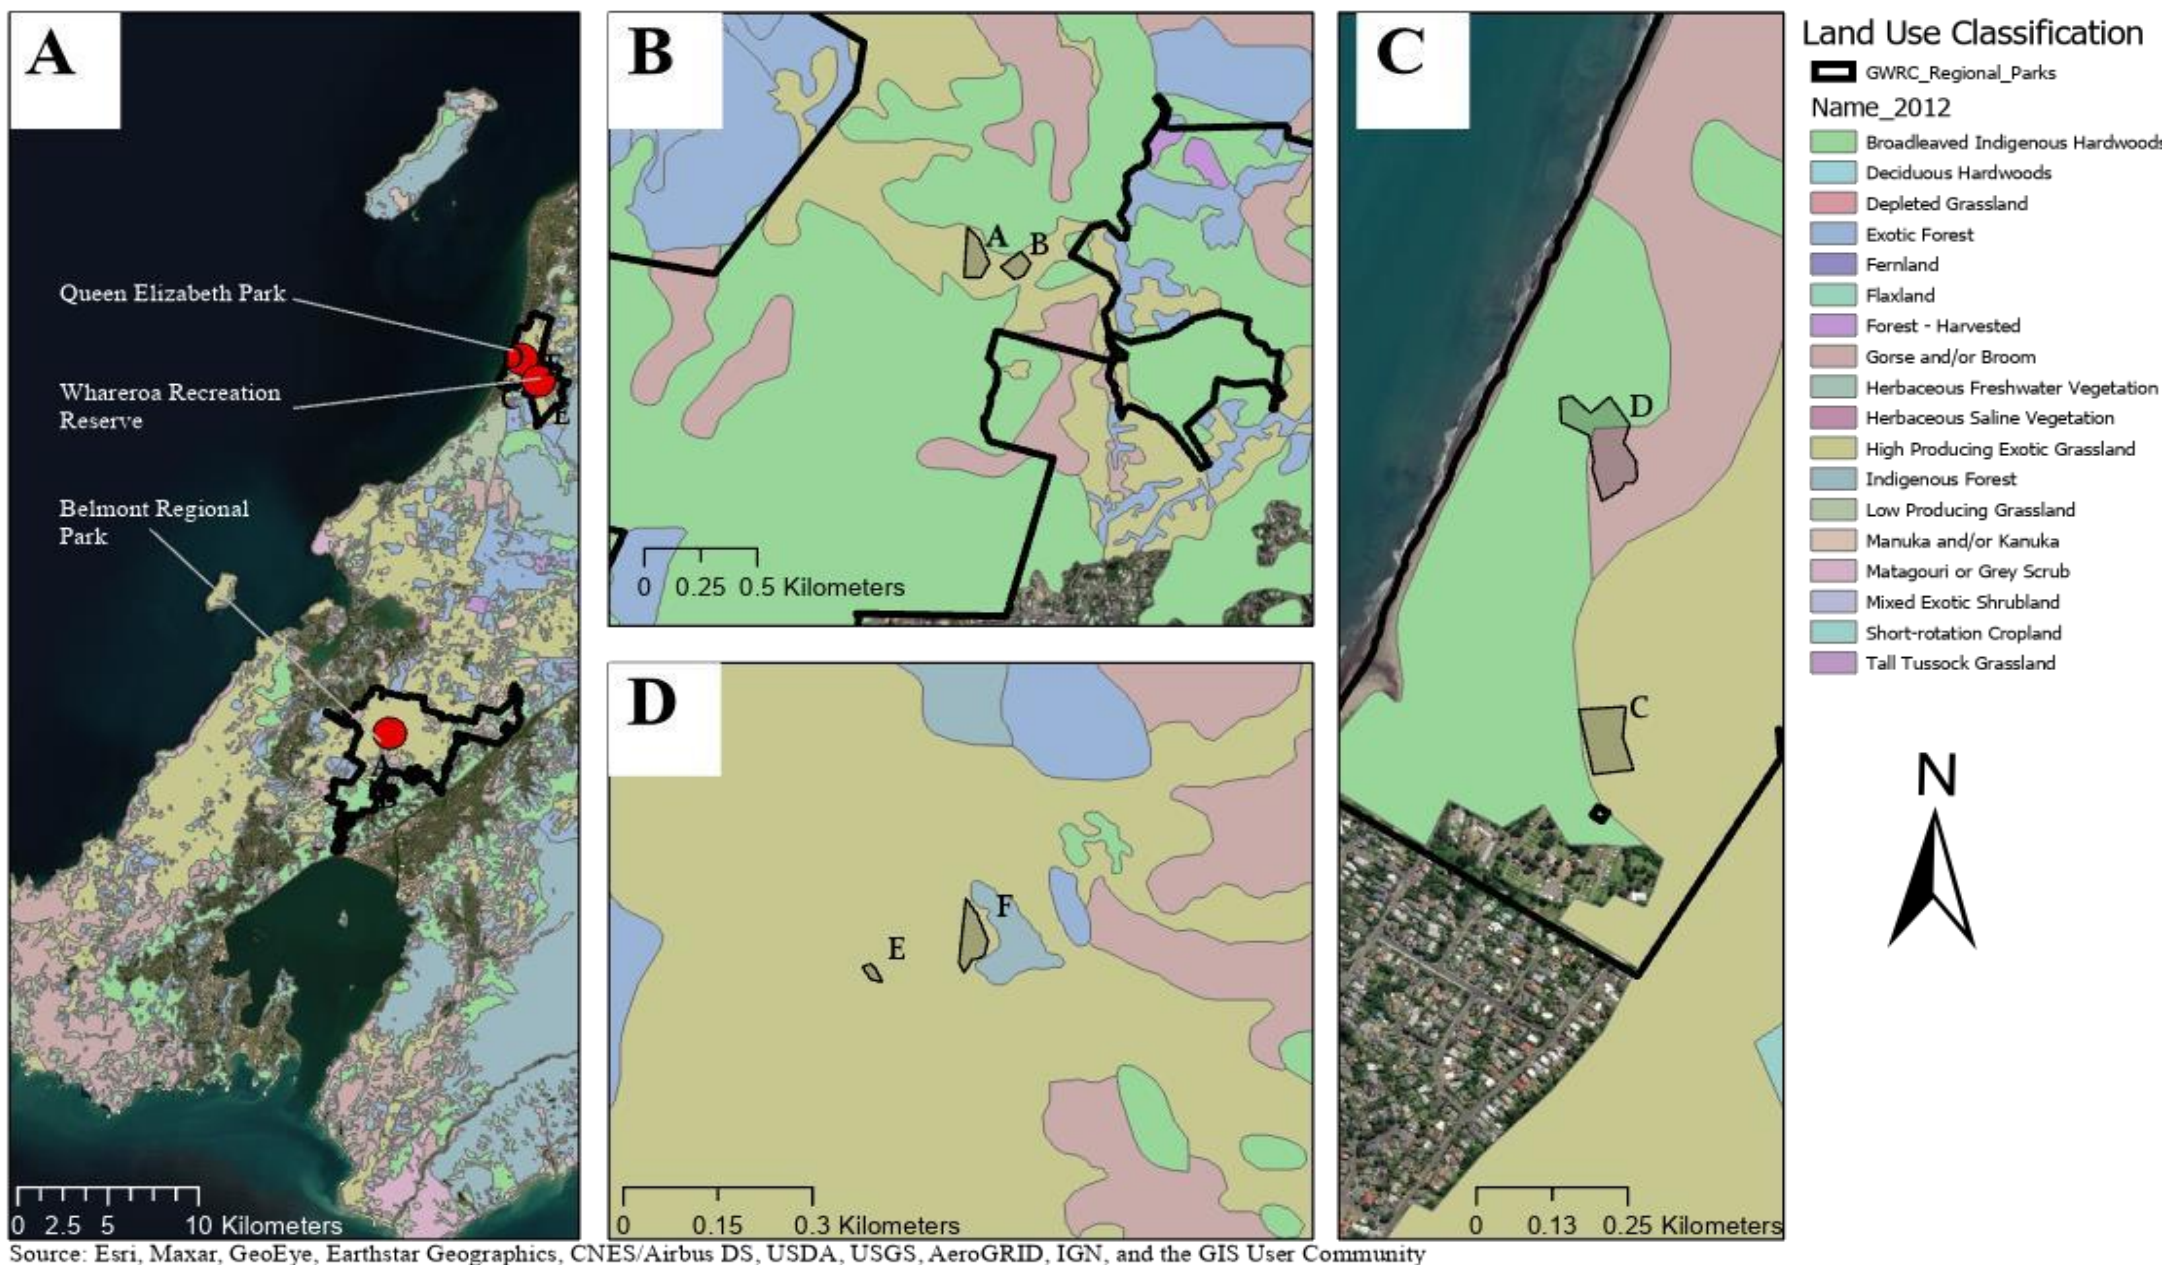 A
Queen Elizabeth Park
Whareroa Recreation
Reserve
Belmont Regional
Park
C
E
A
0 2.5 5 10 Kilometers
B
A
B
0 0.25 0.5 Kilometers
D
F
E
0 0.15 0.3 Kilometers
C
D
C
0 0.13 0.25 Kilometers
Land Use Classification
GWRC_Regional_Parks
Name_2012
Broadleaved Indigenous Hardwoods
Deciduous Hardwoods
Depleted Grassland
Exotic Forest
Fernland
Flaxland
Forest - Harvested
Gorse and/or Broom
Herbaceous Freshwater Vegetation
Herbaceous Saline Vegetation
High Producing Exotic Grassland
Indigenous Forest
Low Producing Grassland
Manuka and/or Kanuka
Matagouri or Grey Scrub
Mixed Exotic Shrubland
Short-rotation Cropland
Tall Tussock Grassland
N
Source: Esri, Maxar, GeoEye, Earthstar Geographics, CNES/Airbus DS, USDA, USGS, AeroGRID, IGN, and the GIS User Community